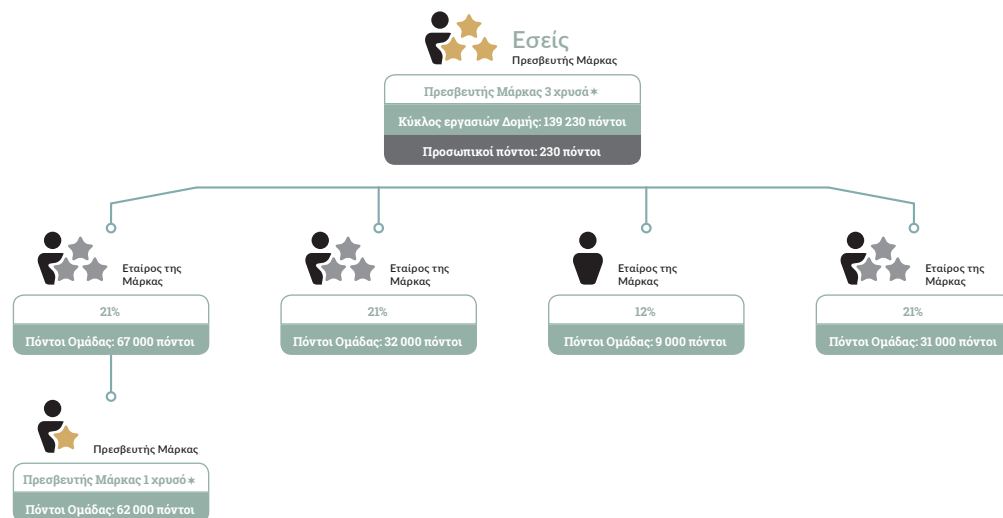 Εσείς
Πρεσβευτής Μάρκας
Πρεσβευτής Μάρκας 3 χρυσά✶
Κύκλος εργασιών Δομής: 139 230 πόντοι
Προσωπικοί πόντοι: 230 πόντοι
Εταίρος της
Μάρκας
21%
Πόντοι Ομάδας: 67 000 πόντοι
Εταίρος της
Μάρκας
21%
Πόντοι Ομάδας: 32 000 πόντοι
Εταίρος της
Μάρκας
12%
Πόντοι Ομάδας: 9 000 πόντοι
Εταίρος της
Μάρκας
21%
Πόντοι Ομάδας: 31 000 πόντοι
Πρεσβευτής Μάρκας
Πρεσβευτής Μάρκας 1 χρυσό✶
Πόντοι Ομάδας: 62 000 πόντοι